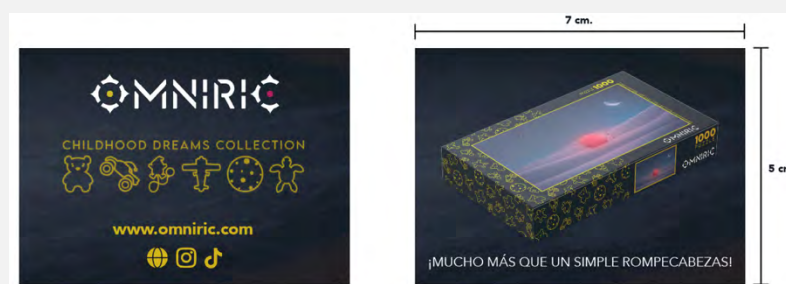 OMNIRIC
CHILDHOOD DREAMS COLLECTION
www.omniric.com
7 cm.
5 cm
1000
OMNIRIC
1000
OMNIRIC
¡MUCHO MÁS QUE UN SIMPLE ROMPECABEZAS!